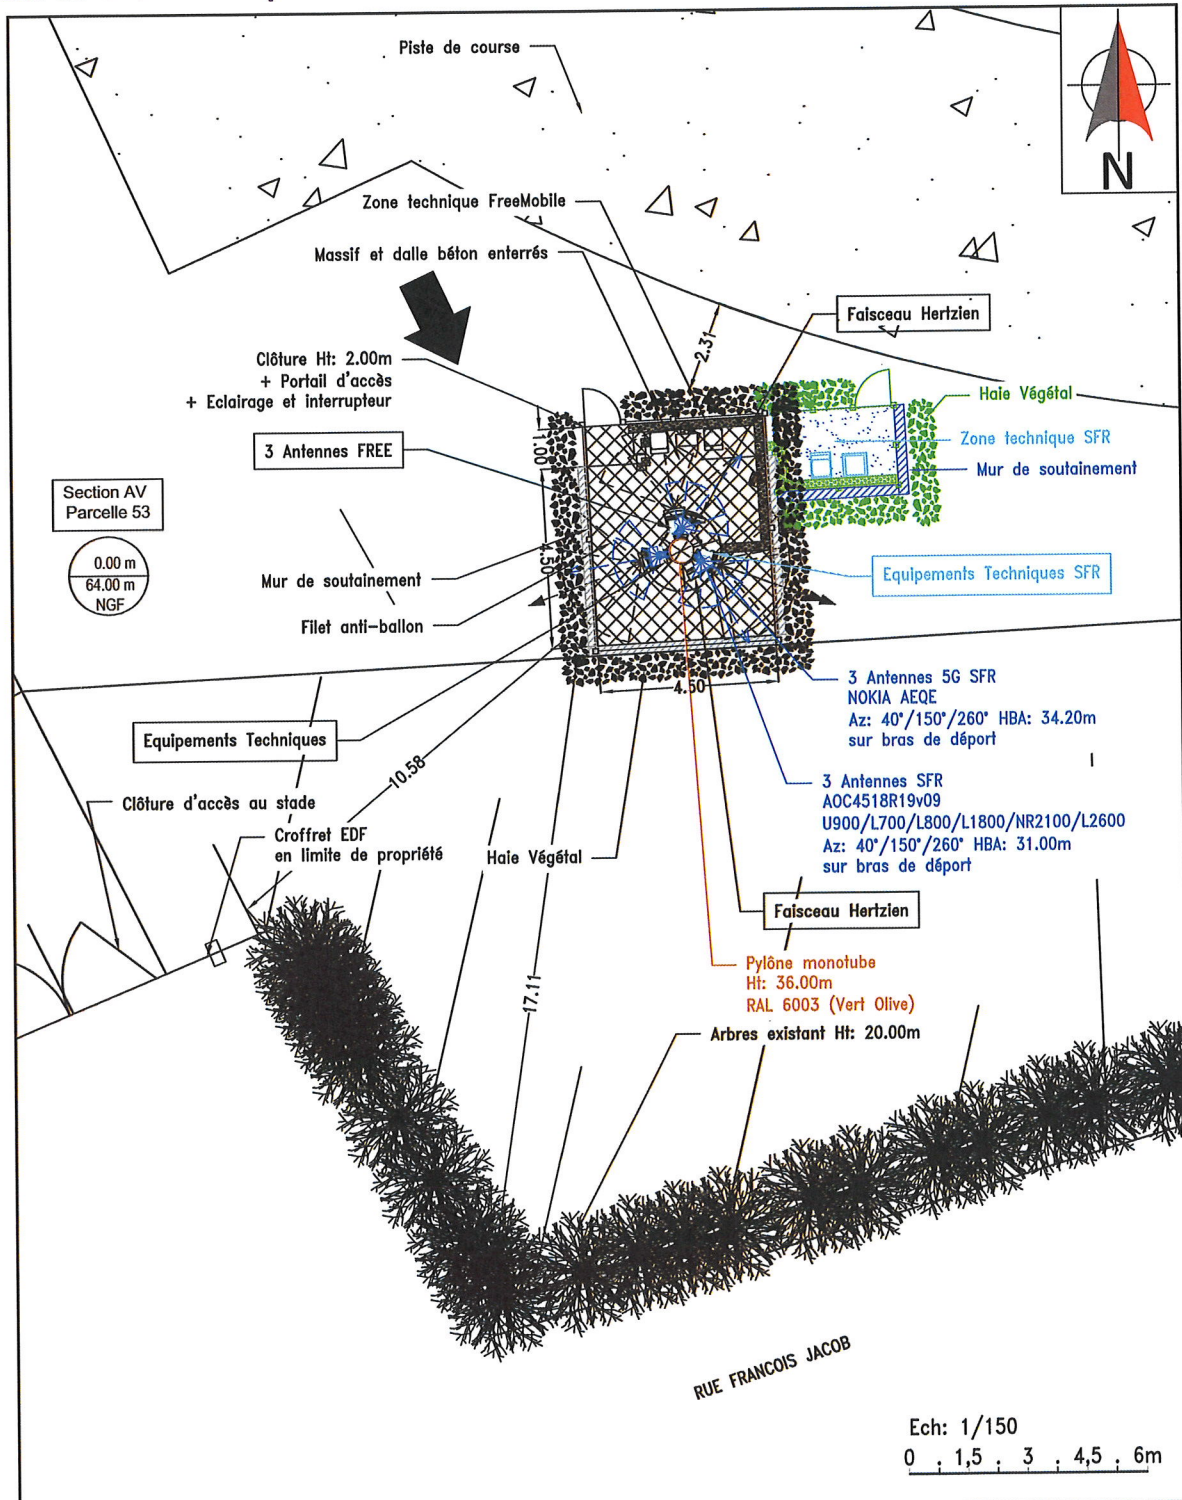 Piste de course
N
Zone technique FreeMobile
Massif et dalle béton enterrés
Faisceau Hertzien
2.31
Clôture Ht: 2.00m
+ Portail d'accès
+ Eclairage et interrupteur
Haie Végétal
3 Antennes FREE
1.00
Zone technique SFR
Mur de soutainement
Section AV
Parcelle 53
0.00 m
64.00 m
NGF
4.50
Mur de soutainement
Equipements Techniques SFR
Filet anti-ballon
4.60
3 Antennes 5G SFR
NOKIA AEQE
Az: 40°/150°/260° HBA: 34.20m
sur bras de déport
Equipements Techniques
10.58
3 Antennes SFR
AOC4518R19v09
U900/L700/L800/L1800/NR2100/L2600
Az: 40°/150°/260° HBA: 31.00m
sur bras de déport
Clôture d'accès au stade
Croffret EDF
en limite de propriété
Haie Végétal
Faisceau Hertzien
17.11
Pylône monotube
Ht: 36.00m
RAL 6003 (Vert Olive)
Arbres existant Ht: 20.00m
RUE FRANCOIS JACOB
Ech: 1/150
0 1,5 3 4,5 6m